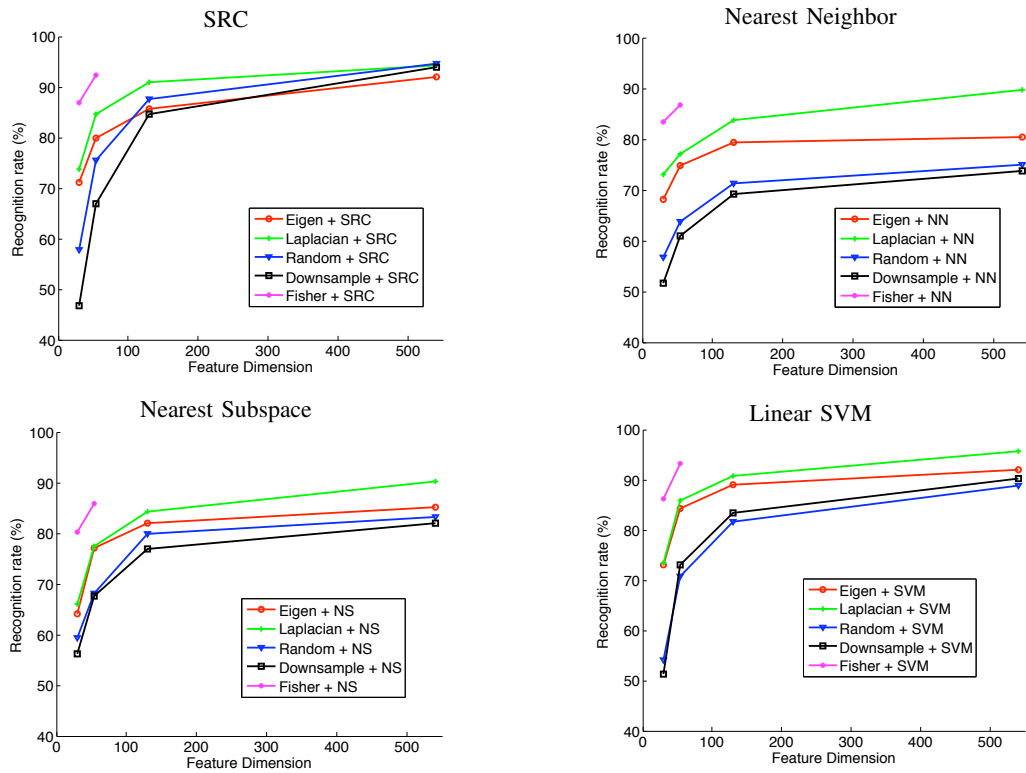 SRC
100
90
80
70
60
50
40
0
100
200
300
400
500
Recognition rate (%)
Feature Dimension
Eigen + SRC
Laplacian + SRC
Random + SRC
Downsample + SRC
Fisher + SRC
Nearest Neighbor
100
90
80
70
60
50
40
0
100
200
300
400
500
Recognition rate (%)
Feature Dimension
Eigen + NN
Laplacian + NN
Random + NN
Downsample + NN
Fisher + NN
Nearest Subspace
100
90
80
70
60
50
40
0
100
200
300
400
500
Recognition rate (%)
Feature Dimension
Eigen + NS
Laplacian + NS
Random + NS
Downsample + NS
Fisher + NS
Linear SVM
100
90
80
70
60
50
40
0
100
200
300
400
500
Recognition rate (%)
Feature Dimension
Eigen + SVM
Laplacian + SVM
Random + SVM
Downsample + SVM
Fisher + SVM